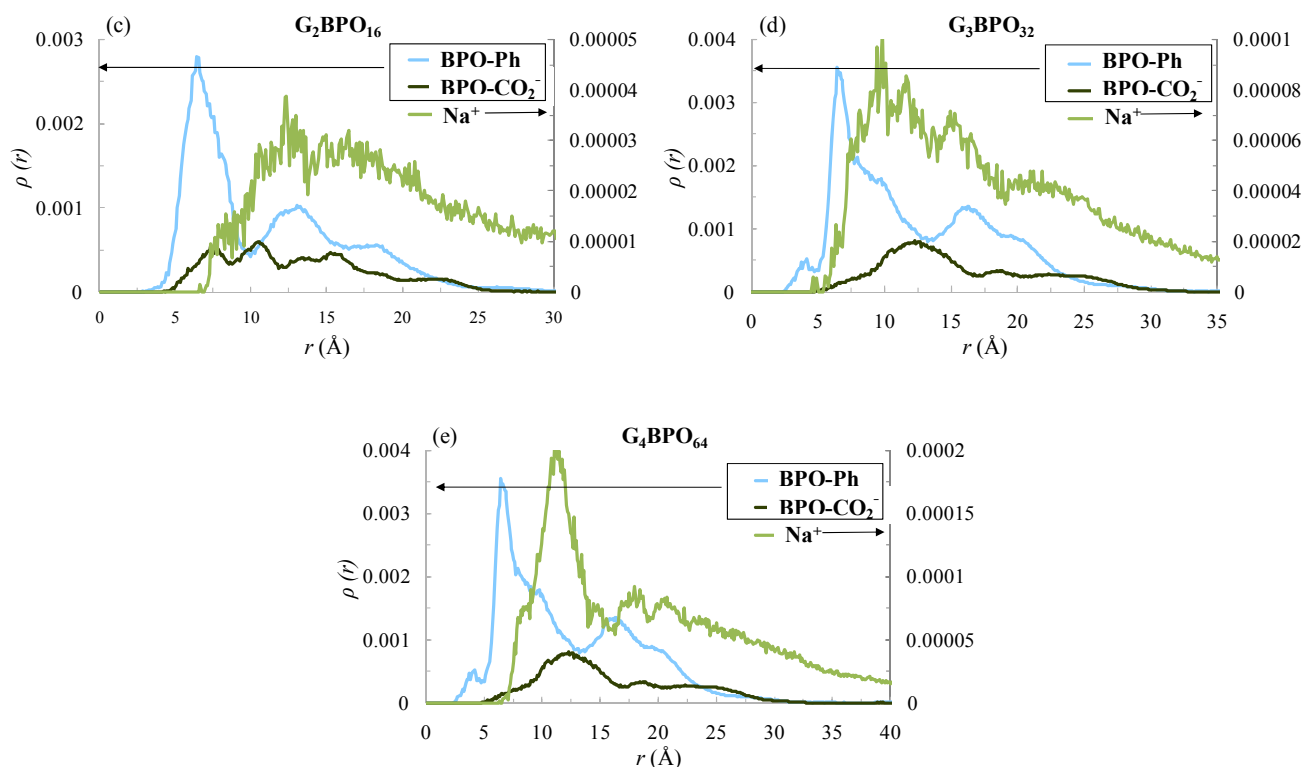 (c) G₂BPO₁₆
0.003
0.002
0.001
0
ρ (r)
0.00005
0.00004
0.00003
0.00002
0.00001
0
BPO-Ph
BPO-CO₂⁻
Na⁺
0 5 10 15 20 25 30
r (Å)
(d) G₃BPO₃₂
0.004
0.003
0.002
0.001
0
ρ (r)
0.0001
0.00008
0.00006
0.00004
0.00002
0
BPO-Ph
BPO-CO₂⁻
Na⁺
0 5 10 15 20 25 30 35
r (Å)
(e) G₄BPO₆₄
0.004
0.003
0.002
0.001
0
ρ (r)
0.0002
0.00015
0.0001
0.00005
0
BPO-Ph
BPO-CO₂⁻
Na⁺
0 5 10 15 20 25 30 35 40
r (Å)